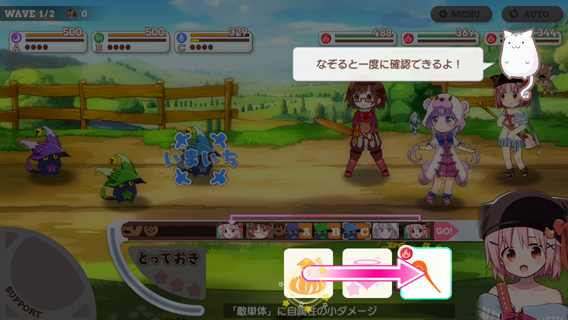 WAVE 1/2 0
MENU
AUTO
500
500
329
488
369
344
A
B
C
なぞると一度に確認できるよ！
いまいち
A B C
GO!
とっておき
SUPPORT
「敵単体」に自属性の小ダメージ